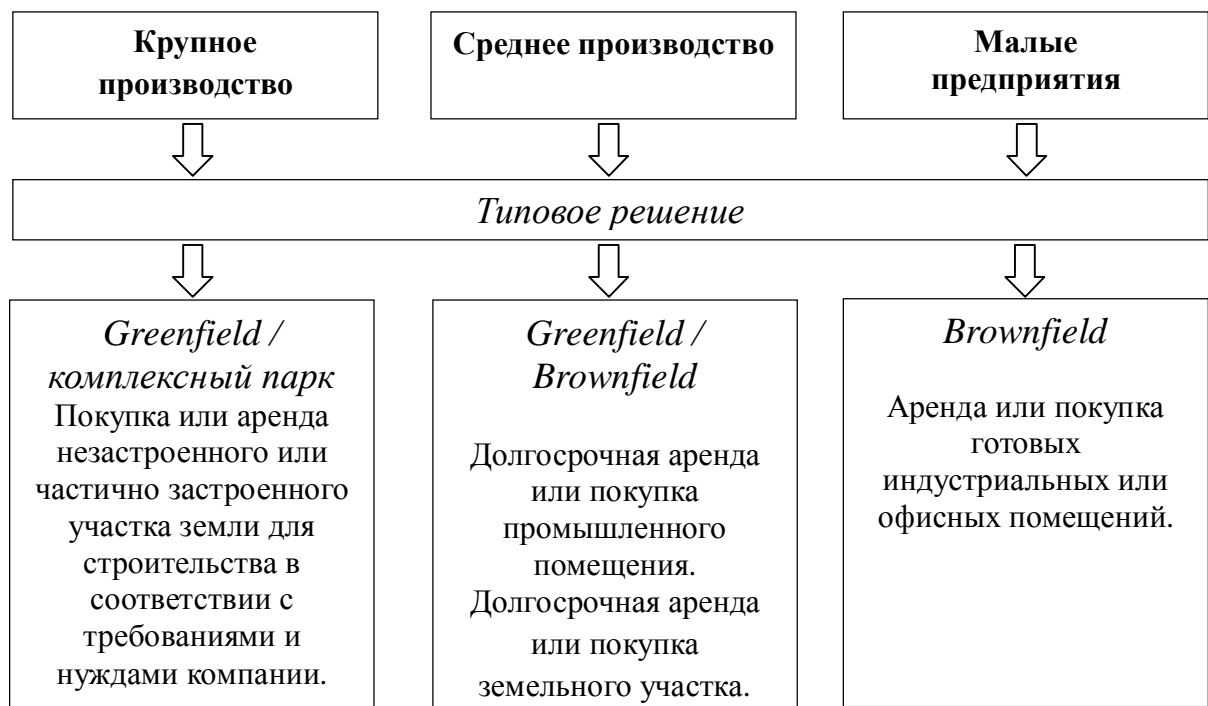 Крупное
производство
Среднее производство
Малые
предприятия
Типовое решение
Greenfield /
комплексный парк
Покупка или аренда
незастроенного или
частично застроенного
участка земли для
строительства в
соответствии с
требованиями и
нуждами компании.
Greenfield /
Brownfield
Долгосрочная аренда
или покупка
промышленного
помещения.
Долгосрочная аренда
или покупка
земельного участка.
Brownfield
Аренда или покупка
готовых
индустриальных или
офисных помещений.